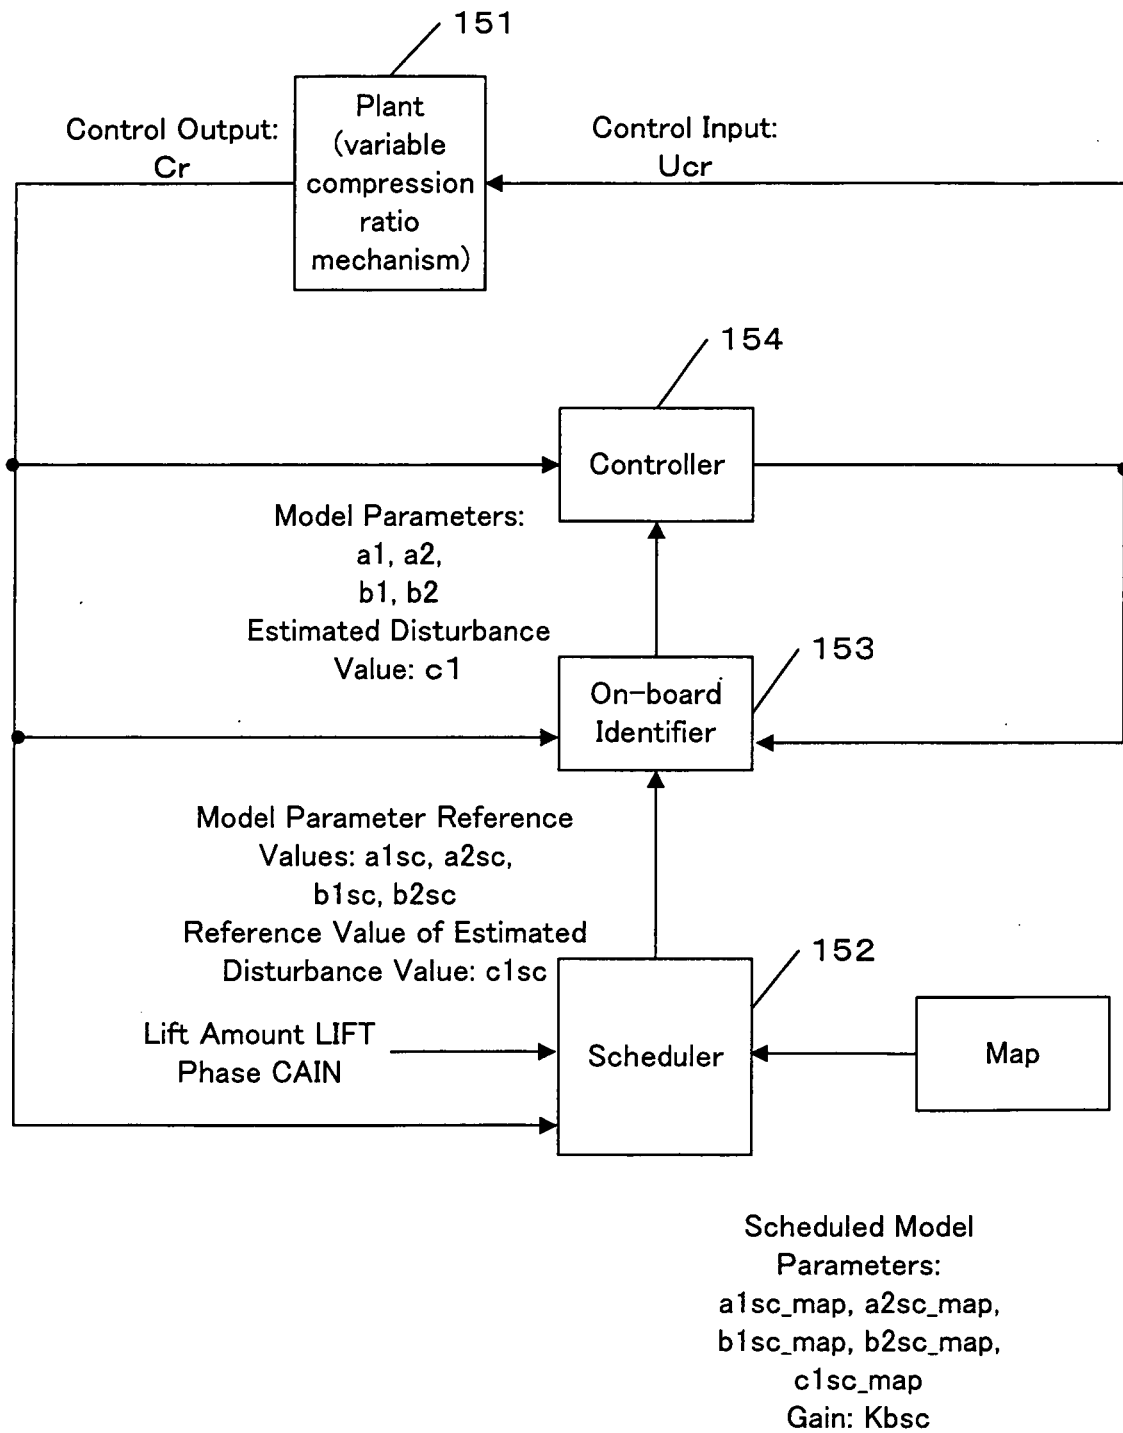 151
Plant
(variable
compression
ratio
mechanism)
Control Output:
Cr
Control Input:
Ucr
154
Controller
Model Parameters:
a1, a2,
b1, b2
Estimated Disturbance
Value: c1
153
On-board
Identifier
Model Parameter Reference
Values: a1sc, a2sc,
b1sc, b2sc
Reference Value of Estimated
Disturbance Value: c1sc
152
Lift Amount LIFT
Phase CAIN
Scheduler
Map
Scheduled Model
Parameters:
a1sc_map, a2sc_map,
b1sc_map, b2sc_map,
c1sc_map
Gain: Kbsc